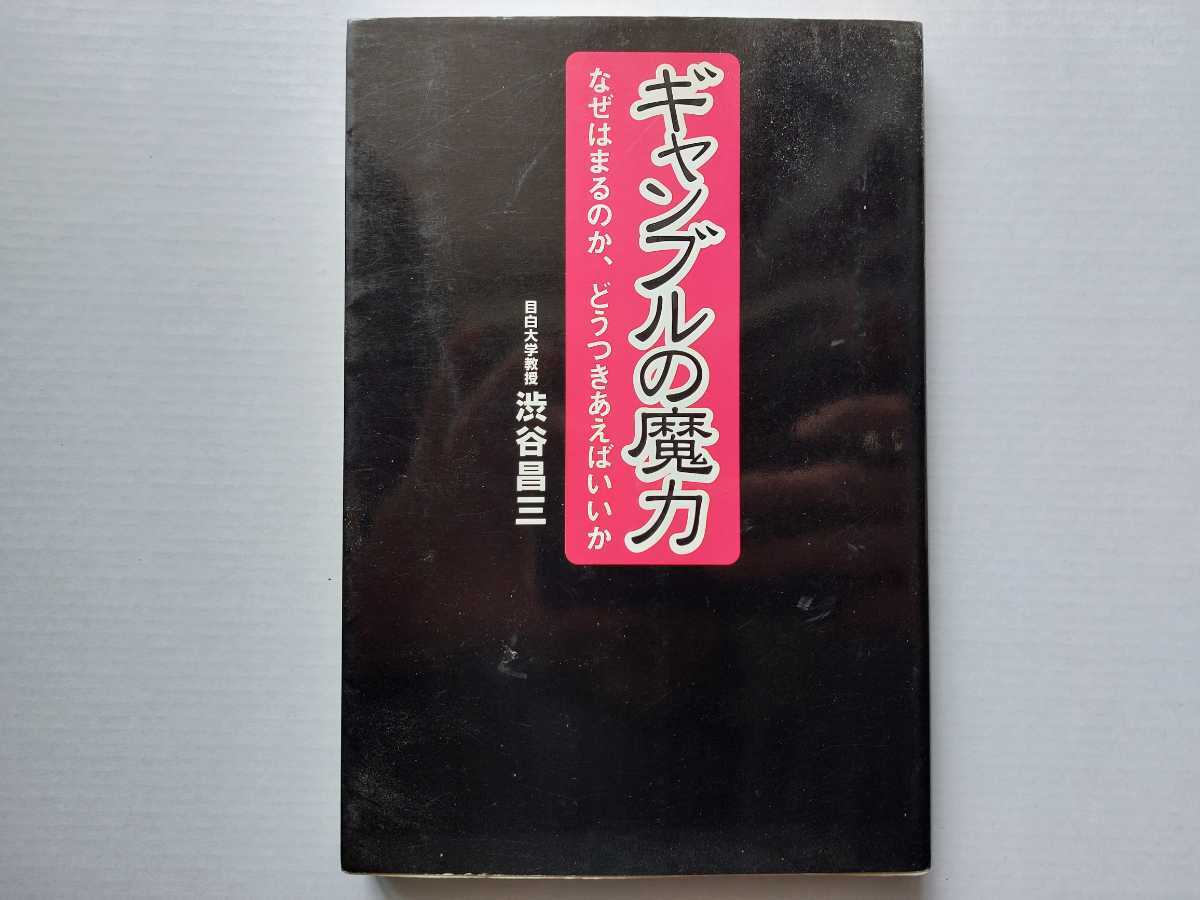 ギャンブルの魔力
なぜはまるのか、どうつきあえばいいか
目白大学教授 渋谷昌三